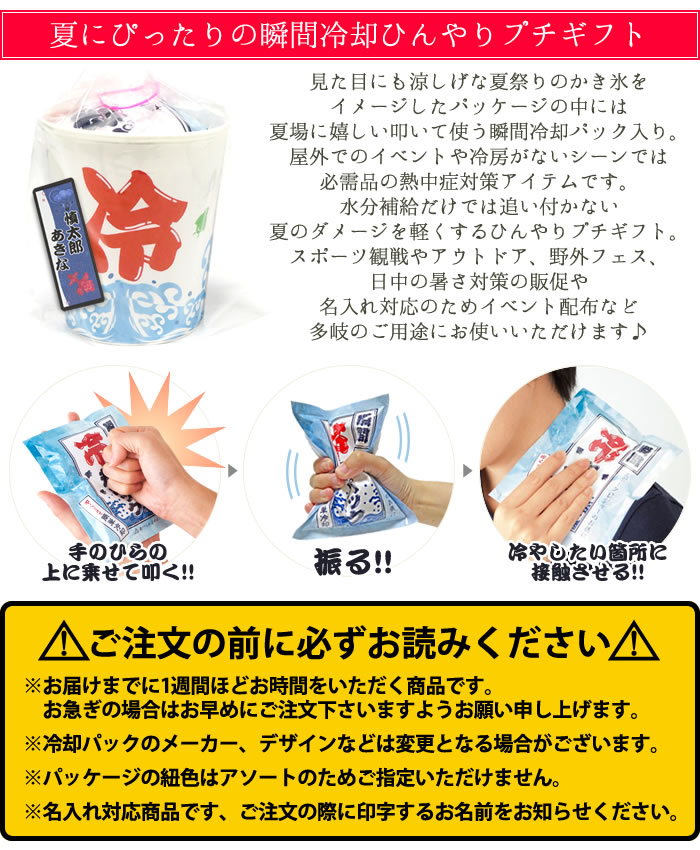 夏にぴったりの瞬間冷却ひんやりプチギフト
見た目にも涼しげな夏祭りのかき氷を
イメージしたパッケージの中には
夏場に嬉しい叩いて使う瞬間冷却パック入り。
屋外でのイベントや冷房がないシーンでは
必需品の熱中症対策アイテムです。
水分補給だけでは追い付かない
夏のダメージを軽くするひんやりプチギフト。
スポーツ観戦やアウトドア、野外フェス、
日中の暑さ対策の販促や
名入れ対応のためイベント配布など
多岐のご用途にお使いいただけます♪
冷
慎太郎
あきな
瞬間
手のひらの
上に乗せて叩く!!
振る!!
冷やしたい箇所に
接触させる!!
ご注文の前に必ずお読みください
※お届けまでに1週間ほどお時間をいただく商品です。
お急ぎの場合はお早めにご注文下さいますようお願い申し上げます。
※冷却パックのメーカー、デザインなどは変更となる場合がございます。
※パッケージの紐色はアソートのためご指定いただけません。
※名入れ対応商品です、ご注文の際に印字するお名前をお知らせください。